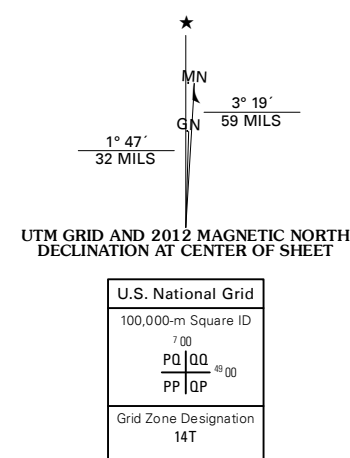 ★
MN
GN
3° 19´
59 MILS
1° 47´
32 MILS
UTM GRID AND 2012 MAGNETIC NORTH
DECLINATION AT CENTER OF SHEET
U.S. National Grid
100,000-m Square ID
7 00
PQ QQ
49 00
PP QP
Grid Zone Designation
14T